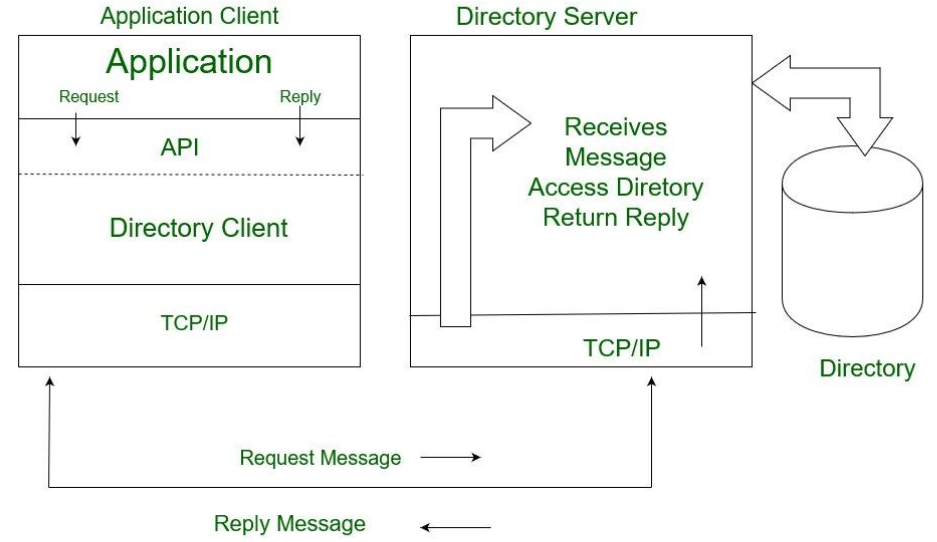 Application Client
Application
Request
Reply
API
Directory Client
TCP/IP
Directory Server
Receives
Message
Access Diretory
Return Reply
TCP/IP
Directory
Request Message
Reply Message